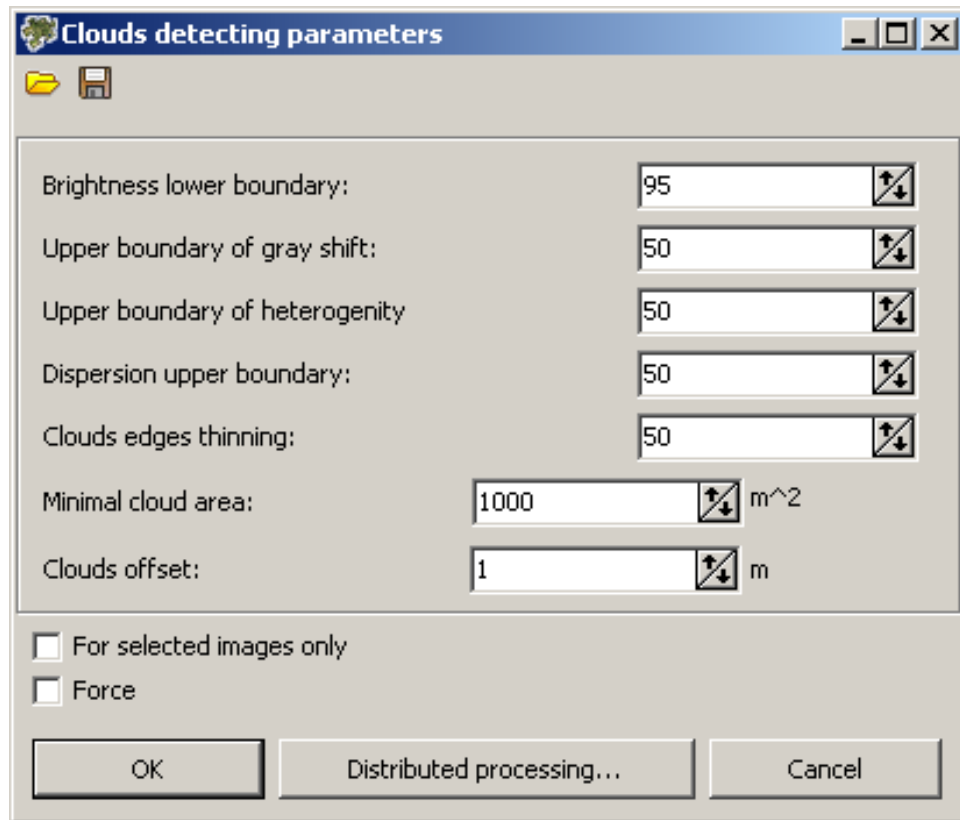 Clouds detecting parameters
Brightness lower boundary: 95
Upper boundary of gray shift: 50
Upper boundary of heterogenity 50
Dispersion upper boundary: 50
Clouds edges thinning: 50
Minimal cloud area: 1000 m^2
Clouds offset: 1 m
For selected images only
Force
OK Distributed processing... Cancel